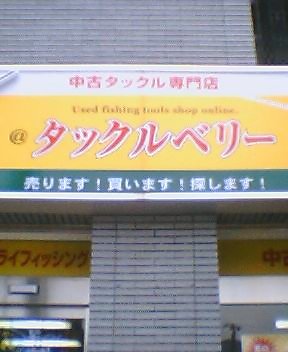 中古タックル専門店
Used fishing tools shop online.
@タックルベリー
売ります！買います！探します！
ライフィッシング
中古